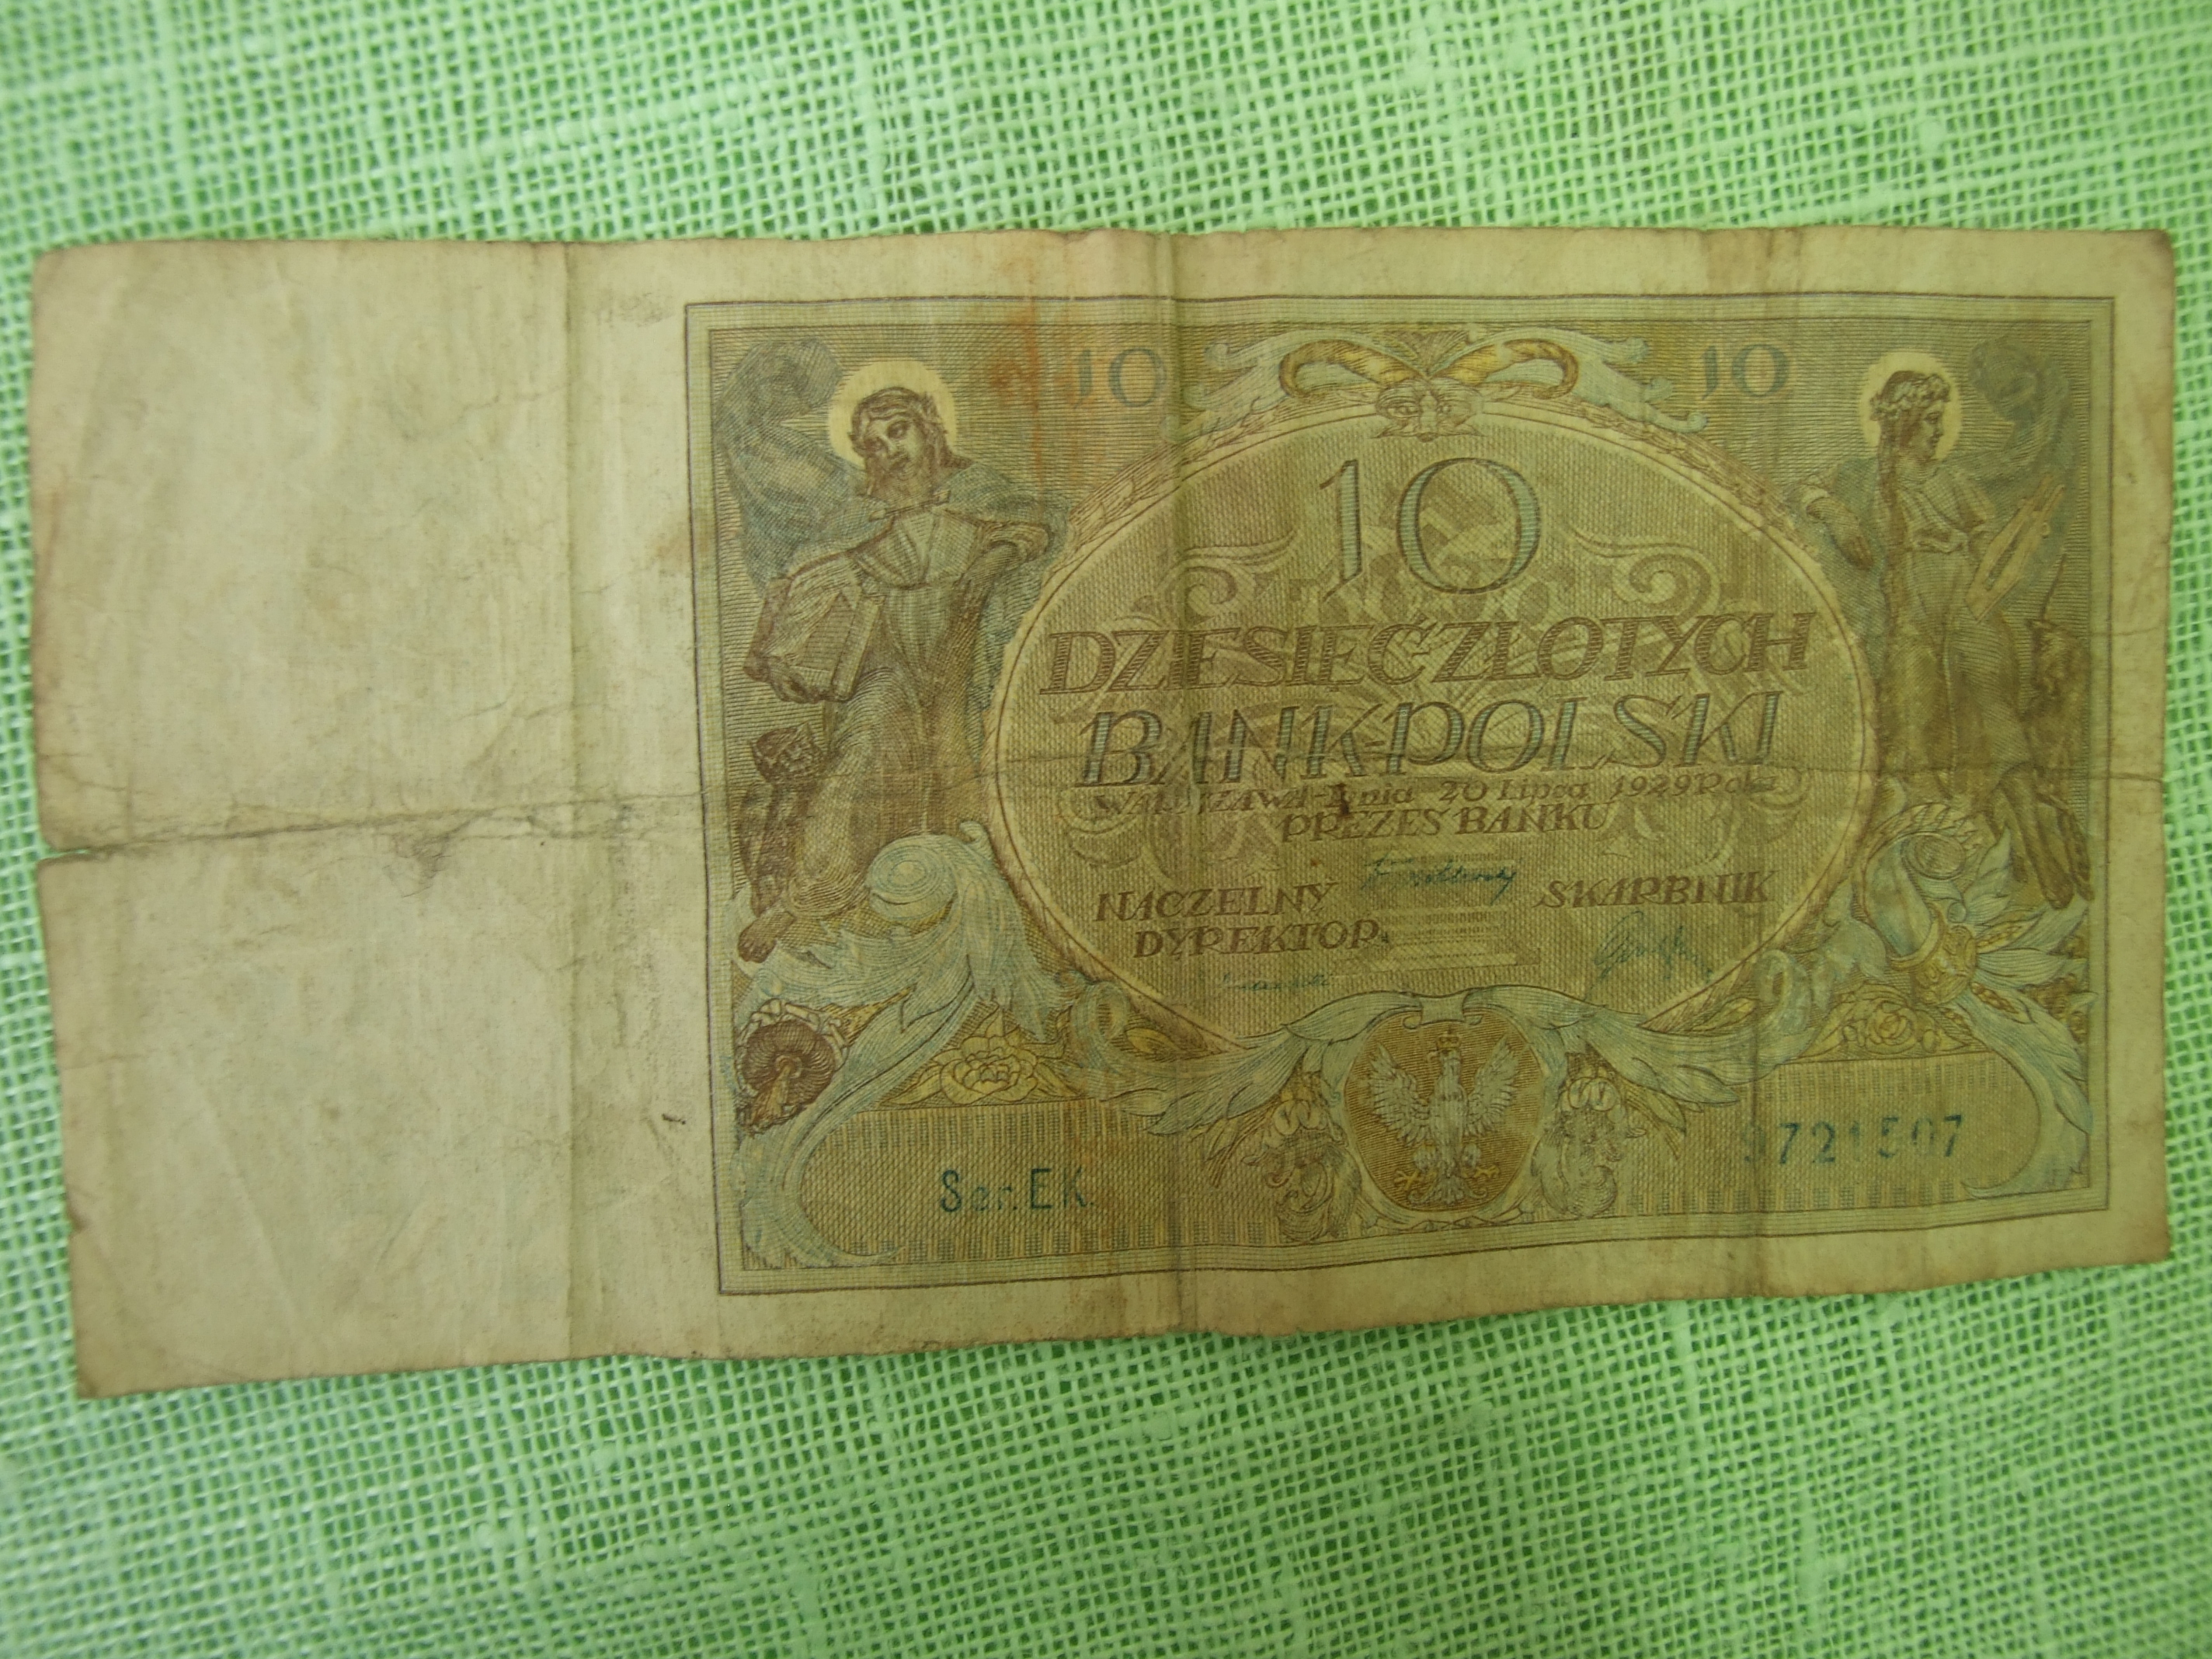 10 10
10
DZIESIĘĆ ZŁOTYCH
BANK POLSKI
WARSZAWA-Dnia 20 Lipca 1929 Roku
PREZES BANKU
NACZELNY SKARBNIK
DYREKTOR
Ser. EK. 9721507